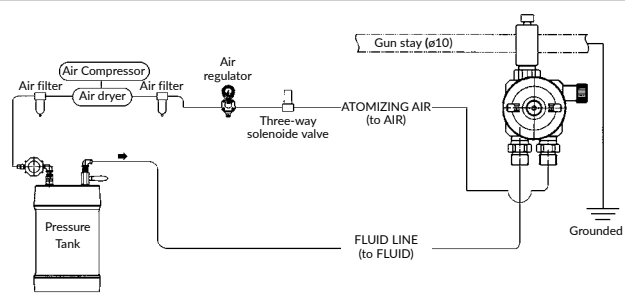 Gun stay (ø10)
Air Compressor
Air
regulator
Air filter
Air dryer
Air filter
ATOMIZING AIR
(to AIR)
Three-way
solenoide valve
Pressure
Tank
Grounded
FLUID LINE
(to FLUID)